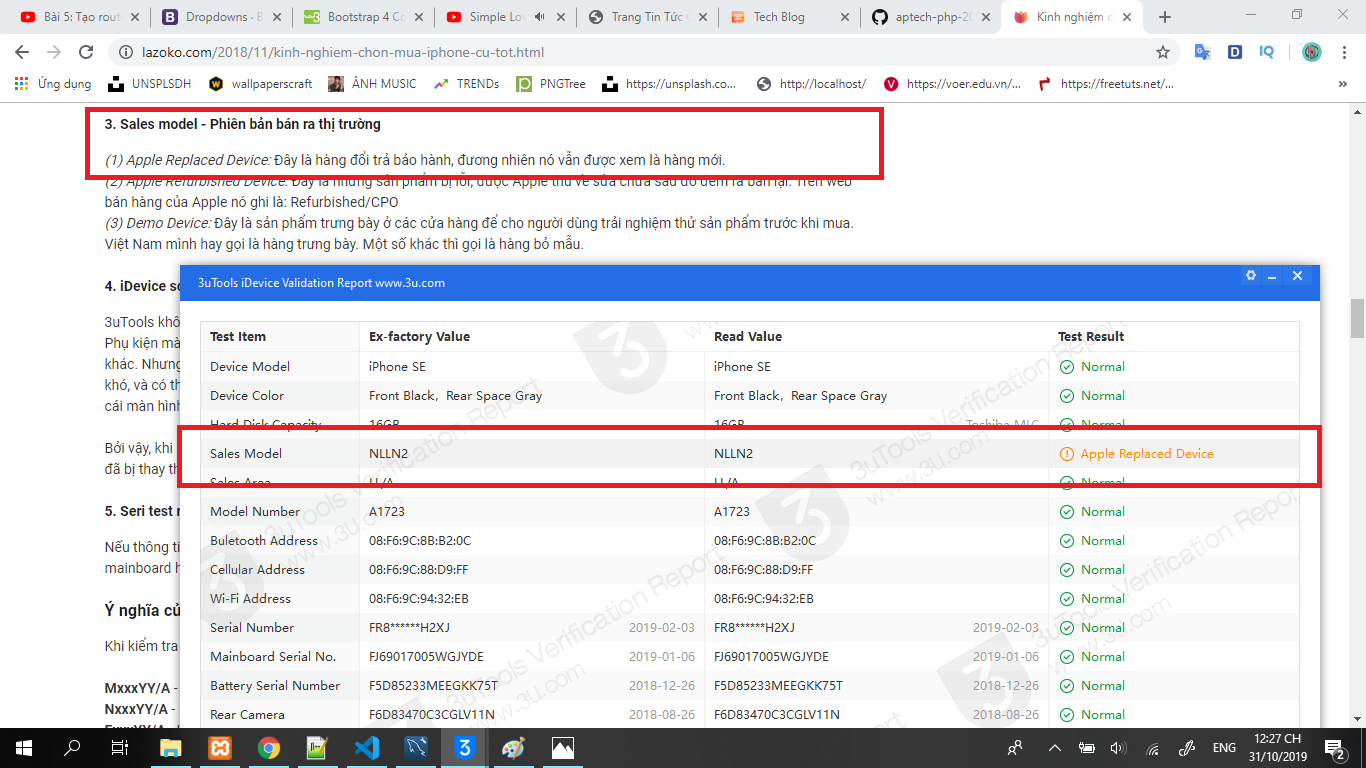 Bài 5: Tạo rout
Dropdowns · B
Bootstrap 4 Co
Simple Lov
Trang Tin Tức
Tech Blog
aptech-php-20
Kinh nghiệm c
lazoko.com/2018/11/kinh-nghiem-chon-mua-iphone-cu-tot.html
Ứng dụng
UNSPLSDH
wallpaperscraft
ẢNH MUSIC
TRENDs
PNGTree
https://unsplash.co...
http://localhost/
https://voer.edu.vn/...
https://freetuts.net/...
3. Sales model - Phiên bản bán ra thị trường
(1) Apple Replaced Device: Đây là hàng đổi trả bảo hành, đương nhiên nó vẫn được xem là hàng mới.
(2) Apple Refurbished Device: Đây là những sản phẩm bị lỗi, được Apple thu về sửa chữa sau đó đem ra bán lại. Trên web
bán hàng của Apple nó ghi là: Refurbished/CPO
(3) Demo Device: Đây là sản phẩm trưng bày ở các cửa hàng để cho người dùng trải nghiệm thử sản phẩm trước khi mua.
Việt Nam mình hay gọi là hàng trưng bày. Một số khác thì gọi là hàng bỏ mẫu.
4. iDevice sc
3uTools khô
Phụ kiện mà
khác. Nhưng
khó, và có th
cái màn hình
Bởi vậy, khi
đã bị thay th
5. Seri test r
Nếu thông ti
mainboard h
Ý nghĩa củ
Khi kiểm tra
MxxxYY/A -
NxxxYY/A -
3uTools iDevice Validation Report www.3u.com
Test Item Ex-factory Value Read Value Test Result
Device Model iPhone SE iPhone SE Normal
Device Color Front Black, Rear Space Gray Front Black, Rear Space Gray Normal
Hard Disk Capacity 16GB 16GB Toshiba MLC Normal
Sales Model NLLN2 NLLN2 Apple Replaced Device
Sales Area LL/A LL/A Normal
Model Number A1723 A1723 Normal
Buletooth Address 08:F6:9C:8B:B2:0C 08:F6:9C:8B:B2:0C Normal
Cellular Address 08:F6:9C:88:D9:FF 08:F6:9C:88:D9:FF Normal
Wi-Fi Address 08:F6:9C:94:32:EB 08:F6:9C:94:32:EB Normal
Serial Number FR8******H2XJ 2019-02-03 FR8******H2XJ 2019-02-03 Normal
Mainboard Serial No. FJ69017005WGJYDE 2019-01-06 FJ69017005WGJYDE 2019-01-06 Normal
Battery Serial Number F5D85233MEEGKK75T 2018-12-26 F5D85233MEEGKK75T 2018-12-26 Normal
Rear Camera F6D83470C3CGLV11N 2018-08-26 F6D83470C3CGLV11N 2018-08-26 Normal
3uTools Verification Report
www.3u.com
3uTools Verification Report
www.3u.com
3uTools Verification Report
www.3u.com
ENG
12:27 CH
31/10/2019
2